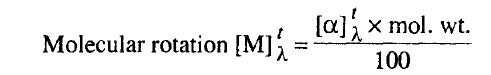 Molecular rotation [M]^t_λ = [α]^t_λ × mol. wt. / 100